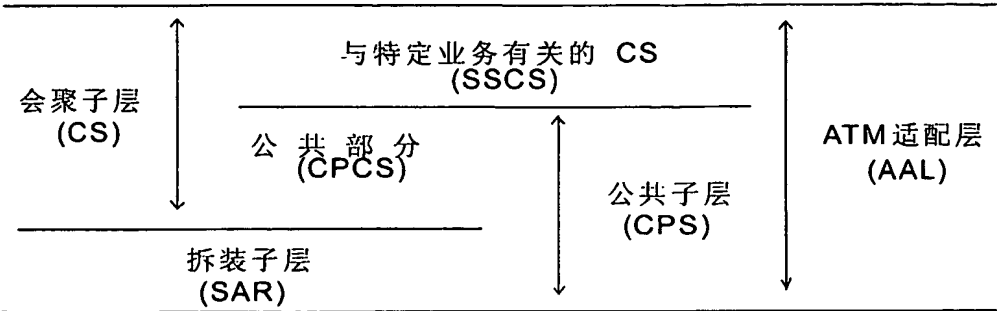 与特定业务有关的 CS
(SSCS)
会聚子层
(CS)
公共部分
(CPCS)
ATM适配层
(AAL)
公共子层
(CPS)
拆装子层
(SAR)